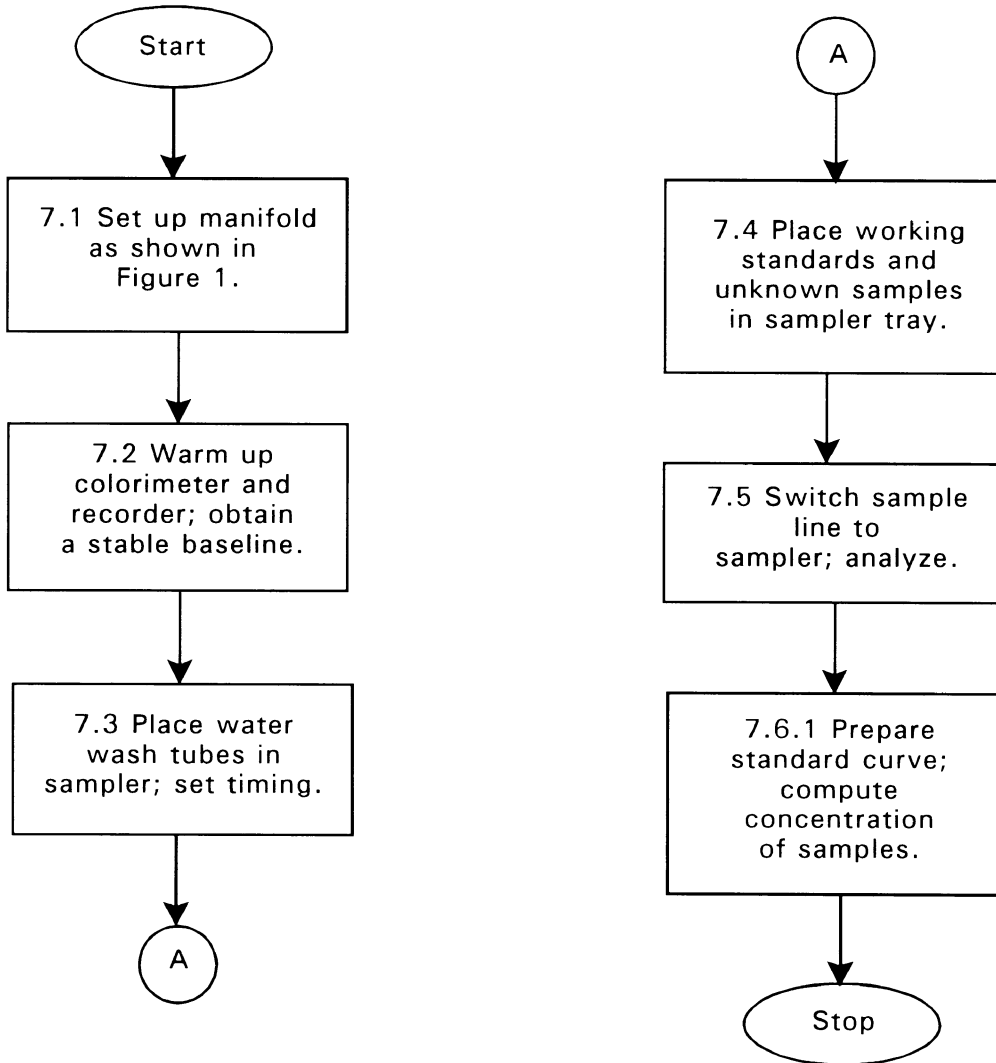 Start
7.1 Set up manifold
as shown in
Figure 1.
7.2 Warm up
colorimeter and
recorder; obtain
a stable baseline.
7.3 Place water
wash tubes in
sampler; set timing.
A
A
7.4 Place working
standards and
unknown samples
in sampler tray.
7.5 Switch sample
line to
sampler; analyze.
7.6.1 Prepare
standard curve;
compute
concentration
of samples.
Stop